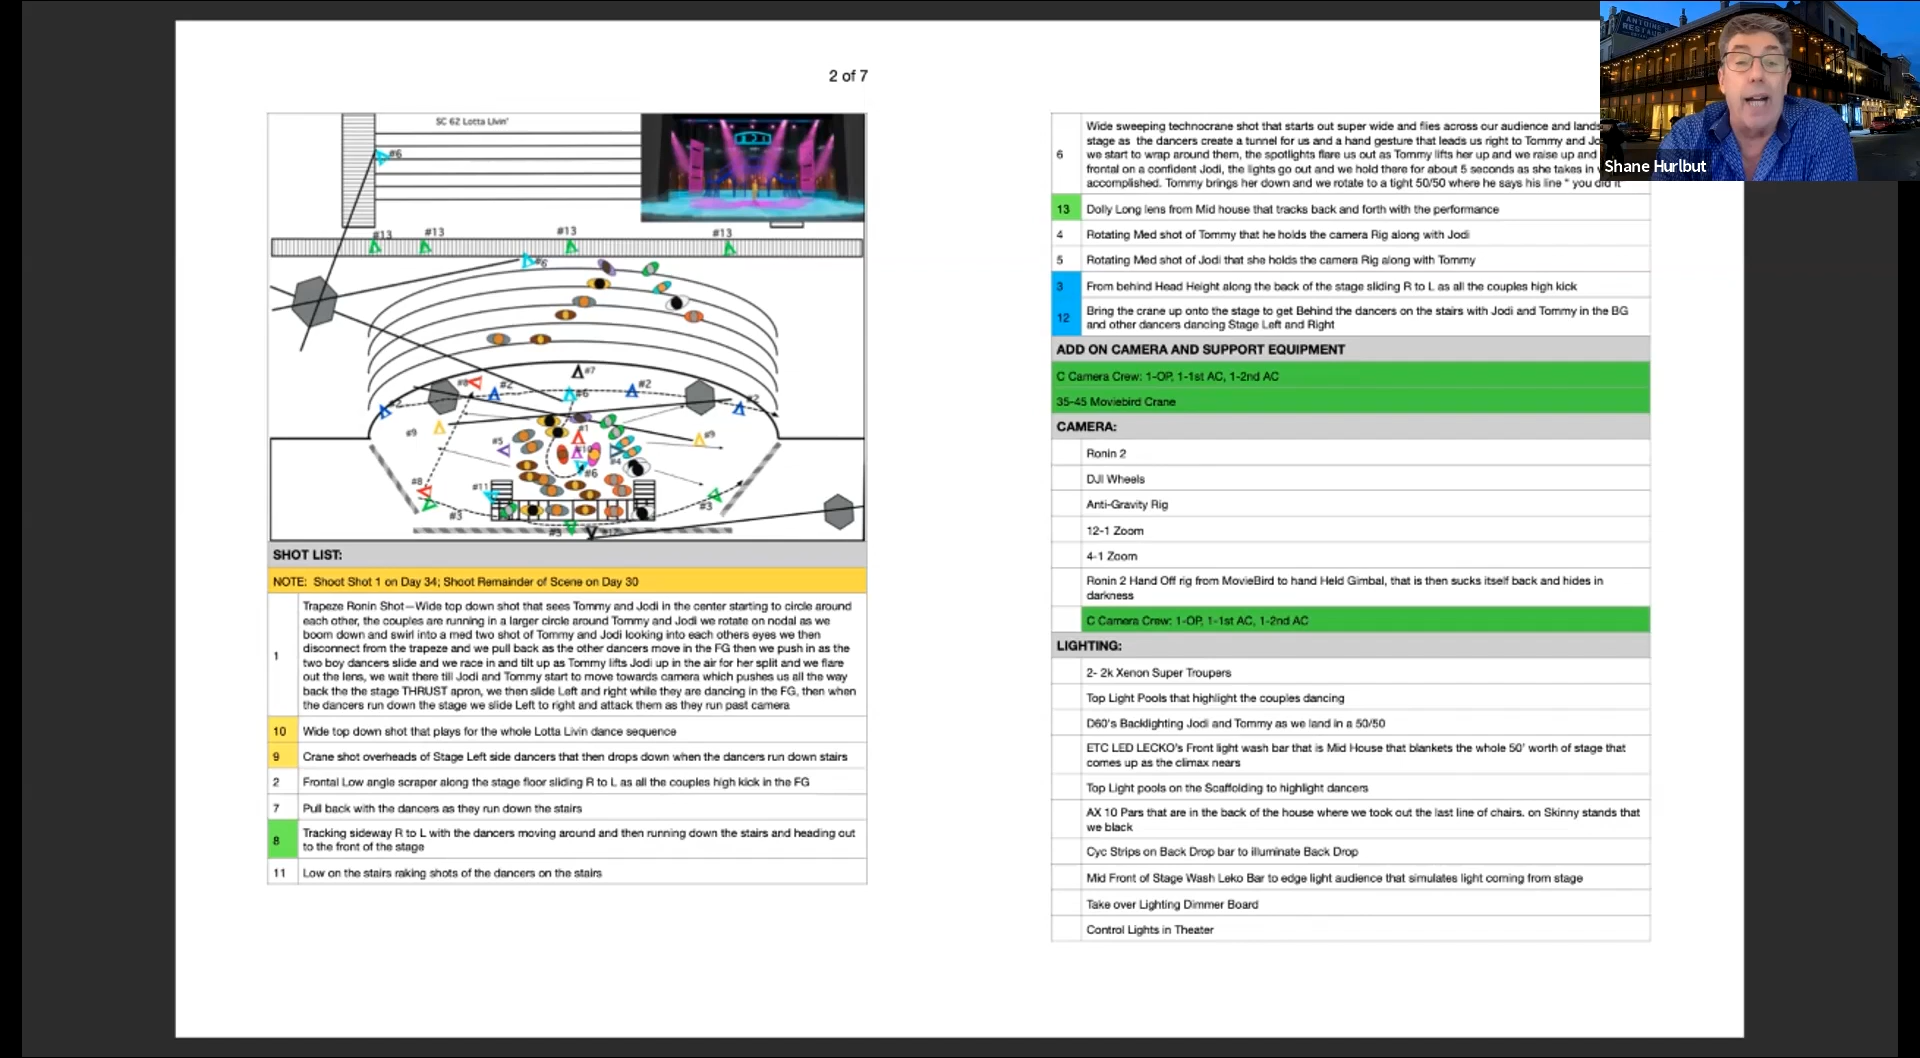 2 of 7
SC 62 Lotta Livin'
#6
#13
#13
#13
#13
#6
#7
#8
#2
#6
#2
#9
#1
#9
#5
#10
#4
#6
#8
#11
#3
#3
#3
SHOT LIST:
NOTE: Shoot Shot 1 on Day 34; Shoot Remainder of Scene on Day 30
1
Trapeze Ronin Shot—Wide top down shot that sees Tommy and Jodi in the center starting to circle around
each other, the couples are running in a larger circle around Tommy and Jodi we rotate on nodal as we
boom down and swirl into a med two shot of Tommy and Jodi looking into each others eyes we then
disconnect from the trapeze and we pull back as the other dancers move in the FG then we push in as the
two boy dancers slide and we race in and tilt up as Tommy lifts Jodi up in the air for her split and we flare
out the lens, we wait there till Jodi and Tommy start to move towards camera which pushes us all the way
back the the stage THRUST apron, we then slide Left and right while they are dancing in the FG, then when
the dancers run down the stage we slide Left to right and attack them as they run past camera
10 Wide top down shot that plays for the whole Lotta Livin dance sequence
9 Crane shot overheads of Stage Left side dancers that then drops down when the dancers run down stairs
2 Frontal Low angle scraper along the stage floor sliding R to L as all the couples high kick in the FG
7 Pull back with the dancers as they run down the stairs
8
Tracking sideway R to L with the dancers moving around and then running down the stairs and heading out
to the front of the stage
11 Low on the stairs raking shots of the dancers on the stairs
6
Wide sweeping technocrane shot that starts out super wide and flies across our audience and lands
stage as the dancers create a tunnel for us and a hand gesture that leads us right to Tommy and
we start to wrap around them, the spotlights flare us out as Tommy lifts her up and we raise up and
frontal on a confident Jodi, the lights go out and we hold there for about 5 seconds as she takes in
accomplished. Tommy brings her down and we rotate to a tight 50/50 where he says his line " you did it
13 Dolly Long lens from Mid house that tracks back and forth with the performance
4 Rotating Med shot of Tommy that he holds the camera Rig along with Jodi
5 Rotating Med shot of Jodi that she holds the camera Rig along with Tommy
3 From behind Head Height along the back of the stage sliding R to L as all the couples high kick
12
Bring the crane up onto the stage to get Behind the dancers on the stairs with Jodi and Tommy in the BG
and other dancers dancing Stage Left and Right
ADD ON CAMERA AND SUPPORT EQUIPMENT
C Camera Crew: 1-OP, 1-1st AC, 1-2nd AC
35-45 Moviebird Crane
CAMERA:
Ronin 2
DJI Wheels
Anti-Gravity Rig
12-1 Zoom
4-1 Zoom
Ronin 2 Hand Off rig from MovieBird to hand Held Gimbal, that is then sucks itself back and hides in
darkness
C Camera Crew: 1-OP, 1-1st AC, 1-2nd AC
LIGHTING:
2- 2k Xenon Super Troupers
Top Light Pools that highlight the couples dancing
D60's Backlighting Jodi and Tommy as we land in a 50/50
ETC LED LECKO's Front light wash bar that is Mid House that blankets the whole 50' worth of stage that
comes up as the climax nears
Top Light pools on the Scaffolding to highlight dancers
AX 10 Pars that are in the back of the house where we took out the last line of chairs. on Skinny stands that
we black
Cyc Strips on Back Drop bar to illuminate Back Drop
Mid Front of Stage Wash Leko Bar to edge light audience that simulates light coming from stage
Take over Lighting Dimmer Board
Control Lights in Theater
ANTOINE
Shane Hurlbut